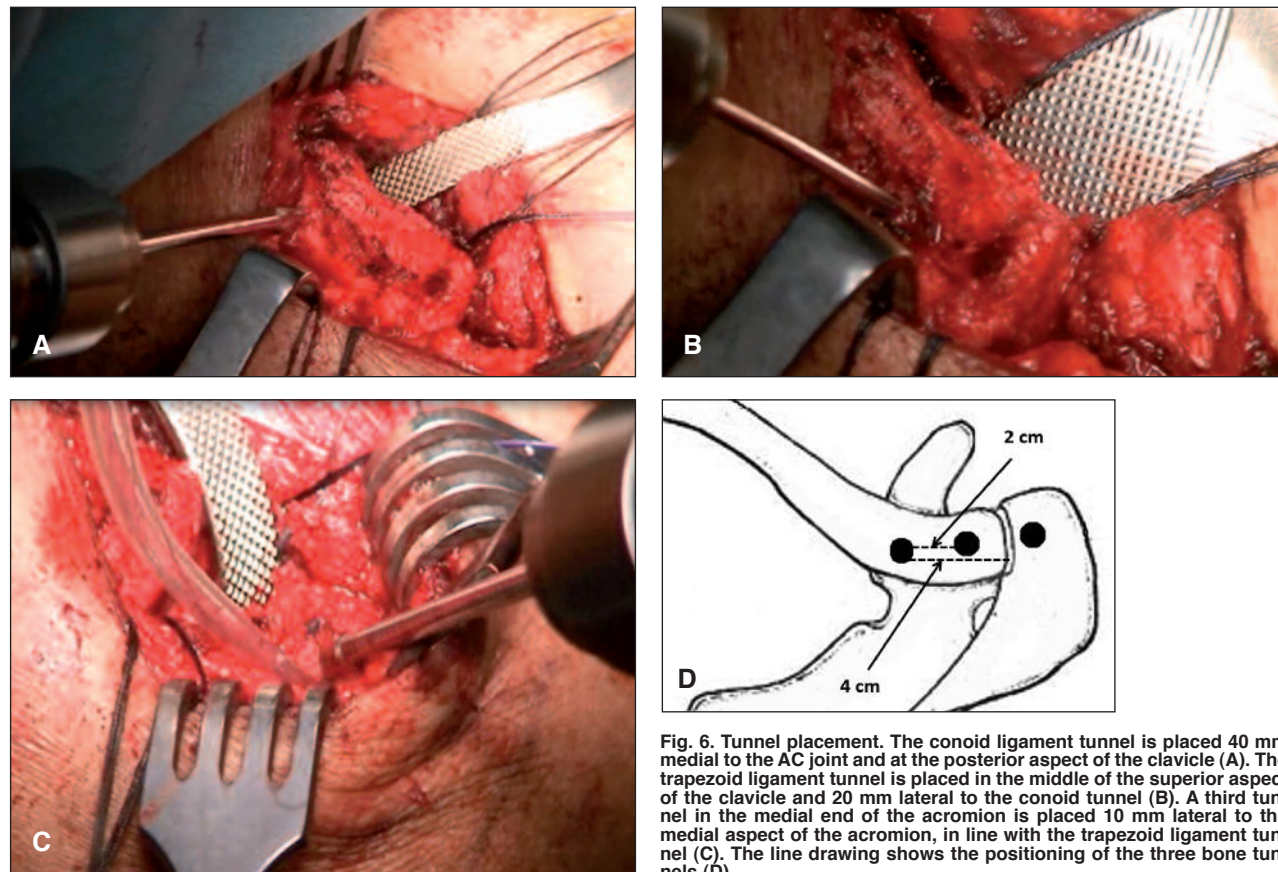 A
B
C
2 cm
D
4 cm
Fig. 6. Tunnel placement. The conoid ligament tunnel is placed 40 m
medial to the AC joint and at the posterior aspect of the clavicle (A). Th
trapezoid ligament tunnel is placed in the middle of the superior aspec
of the clavicle and 20 mm lateral to the conoid tunnel (B). A third tun
nel in the medial end of the acromion is placed 10 mm lateral to th
medial aspect of the acromion, in line with the trapezoid ligament tun
nel (C). The line drawing shows the positioning of the three bone tun
nels (D).